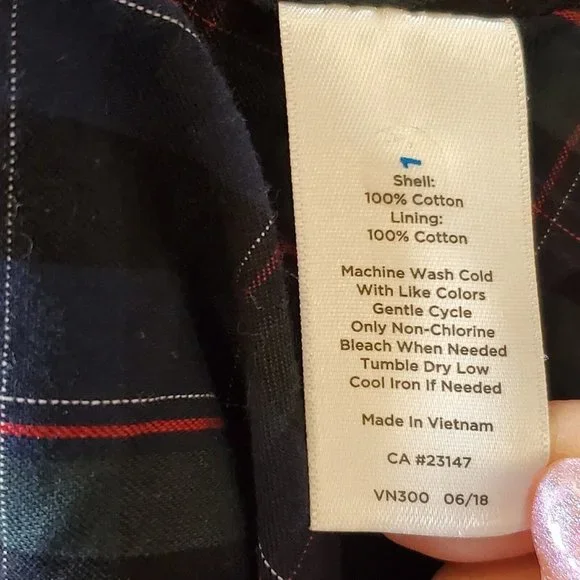 1
Shell:
100% Cotton
Lining:
100% Cotton
Machine Wash Cold
With Like Colors
Gentle Cycle
Only Non-Chlorine
Bleach When Needed
Tumble Dry Low
Cool Iron If Needed
Made In Vietnam
CA #23147
VN300 06/18